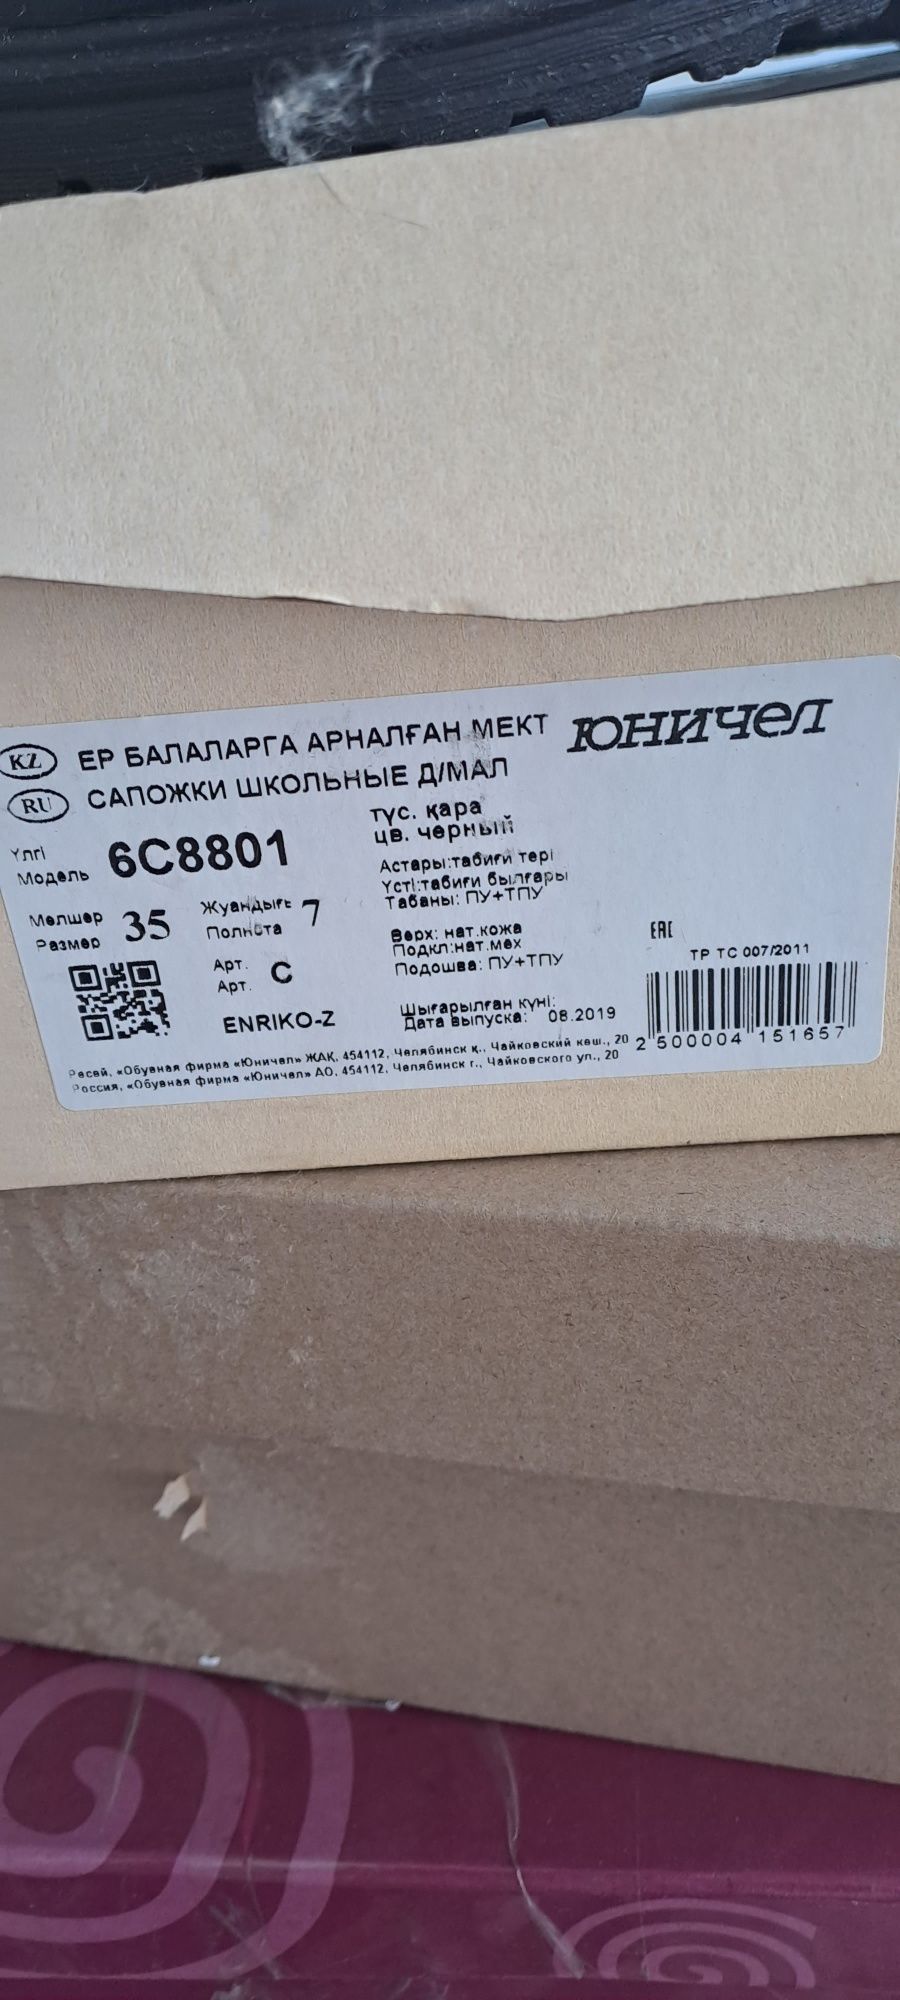 KZ ЕР БАЛАЛАРГА АРНАЛҒАН МЕКТ ЮНИЧЕЛ
RU САПОЖКИ ШКОЛЬНЫЕ Д/МАЛ
түс. қара
цв. черный
Үлгі
Модель 6С8801
Астары:табиғи тері
Үсті:табиғи былғары
Табаны: ПУ+ТПУ
Мөлшер
Размер 35
Жуандығы
Полнота 7
Верх: нат.кожа
Подкл:нат.мех
Подошва: ПУ+ТПУ
EAC
ТР ТС 007/2011
Арт.
Арт. С
ENRIKO-Z
Шығарылған күні:
Дата выпуска: 08.2019
2 500004 151657
Ресей, «Обувная фирма «Юничел» ЖАҚ, 454112, Челябинск қ., Чайковский көш., 20
Россия, «Обувная фирма «Юничел» АО, 454112, Челябинск г., Чайковского ул., 20